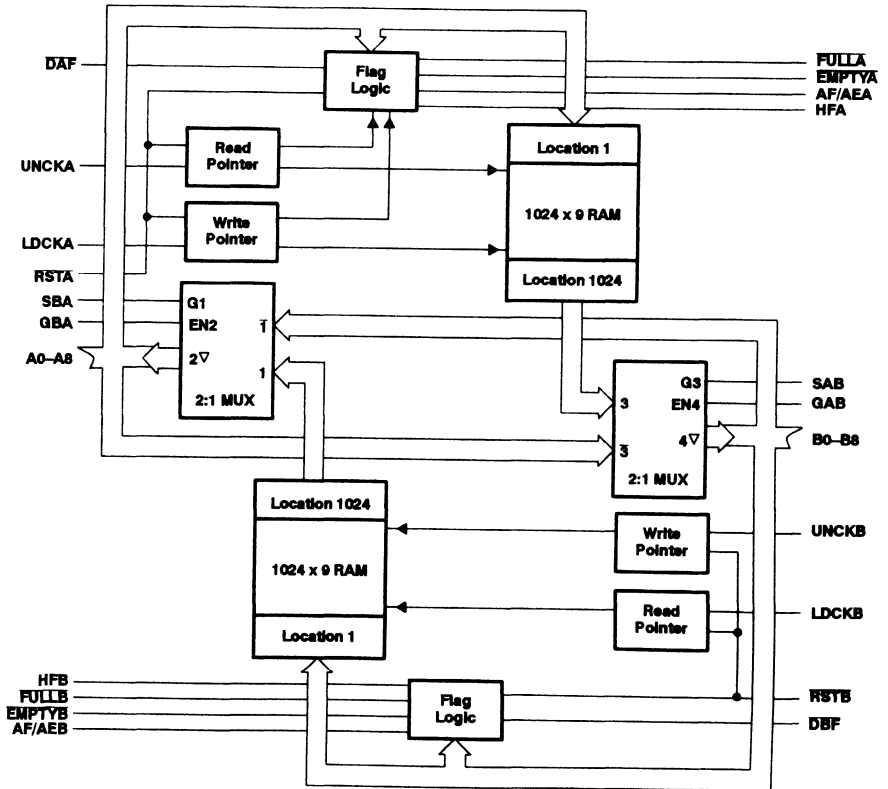 DAF
Flag
Logic
FULLA
EMPTYA
AF/AEA
HFA
Read
Pointer
UNCKA
Location 1
1024 x 9 RAM
Location 1024
Write
Pointer
LDCKA
RSTA
SBA
GBA
A0–A8
G1
EN2
1
2▽
1
2:1 MUX
G3
EN4
3
4▽
3
2:1 MUX
SAB
GAB
B0–B8
Location 1024
1024 x 9 RAM
Location 1
Write
Pointer
UNCKB
Read
Pointer
LDCKB
HFB
FULLB
EMPTYB
AF/AEB
Flag
Logic
RSTB
DBF